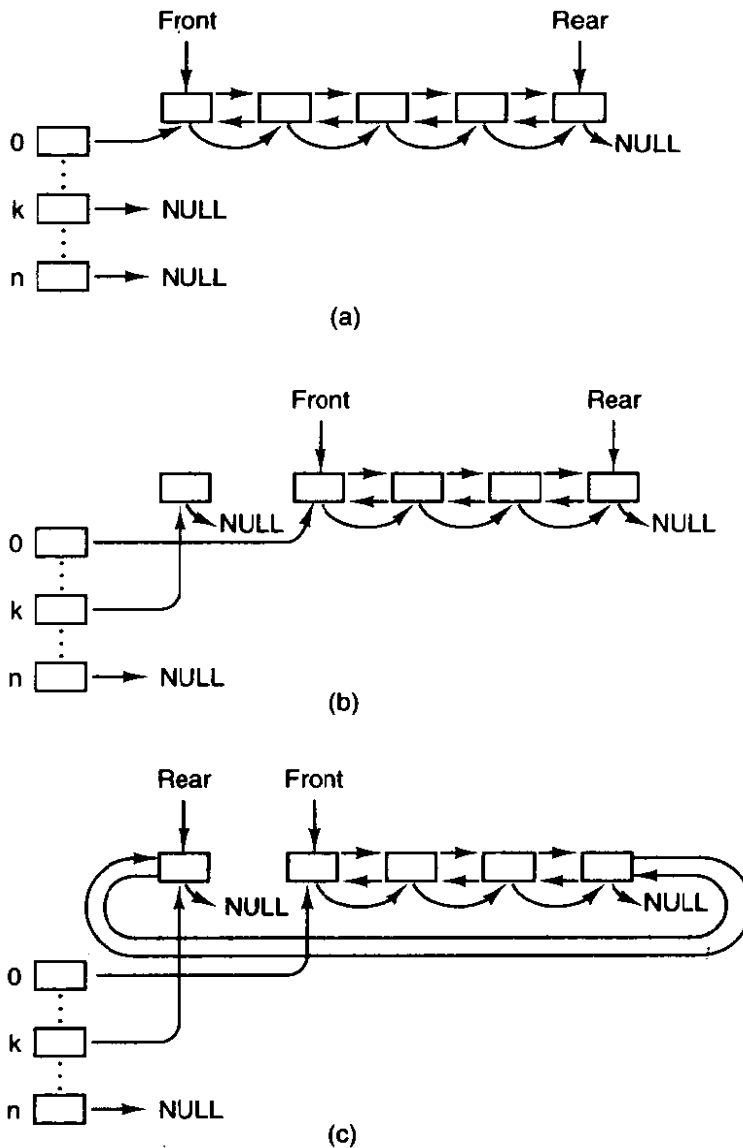 Front Rear
NULL
0
k NULL
n NULL
(a)
Front Rear
NULL NULL
0
k
n NULL
(b)
Rear Front
NULL NULL
0
k
n NULL
(c)